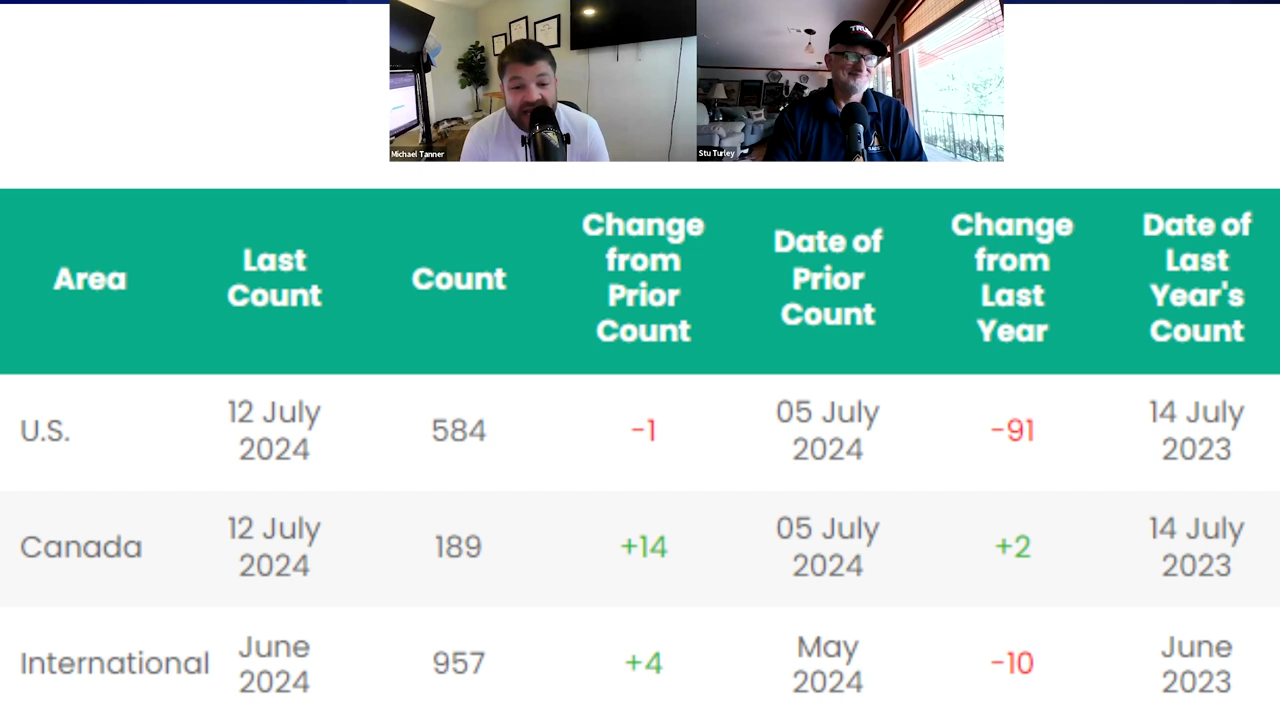 TRUMP
Michael Tanner
Stu Turley
Area
Last
Count
Count
Change
from
Prior
Count
Date of
Prior
Count
Change
from
Last
Year
Date of
Last
Year's
Count
U.S.
12 July
2024
584
-1
05 July
2024
-91
14 July
2023
Canada
12 July
2024
189
+14
05 July
2024
+2
14 July
2023
International
June
2024
957
+4
May
2024
-10
June
2023